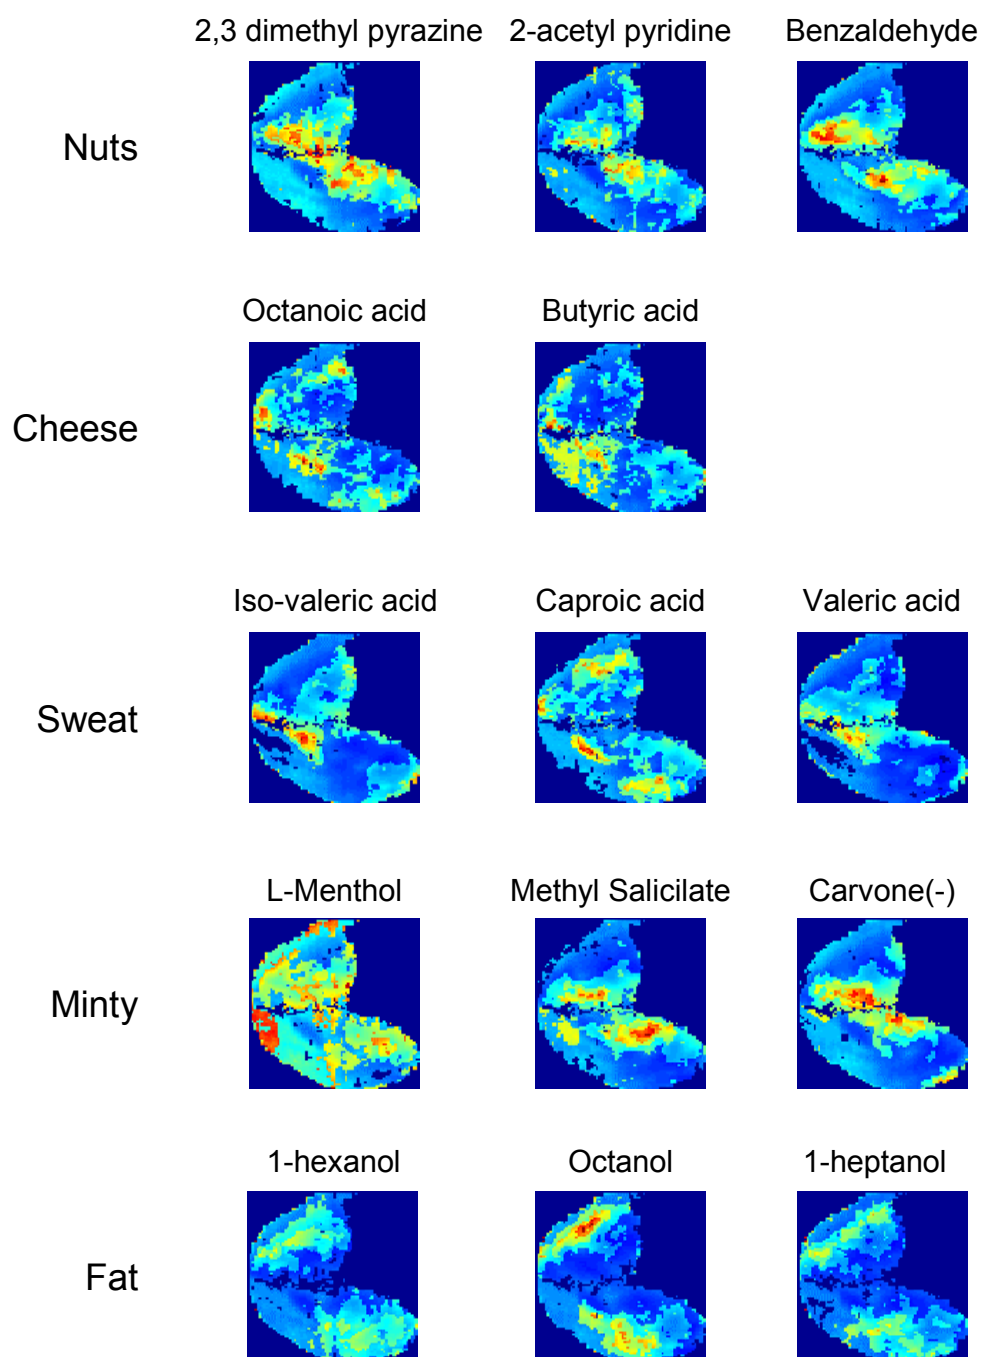 2,3 dimethyl pyrazine 2-acetyl pyridine Benzaldehyde
Nuts
Octanoic acid Butyric acid
Cheese
Iso-valeric acid Caproic acid Valeric acid
Sweat
L-Menthol Methyl Salicilate Carvone(-)
Minty
1-hexanol Octanol 1-heptanol
Fat